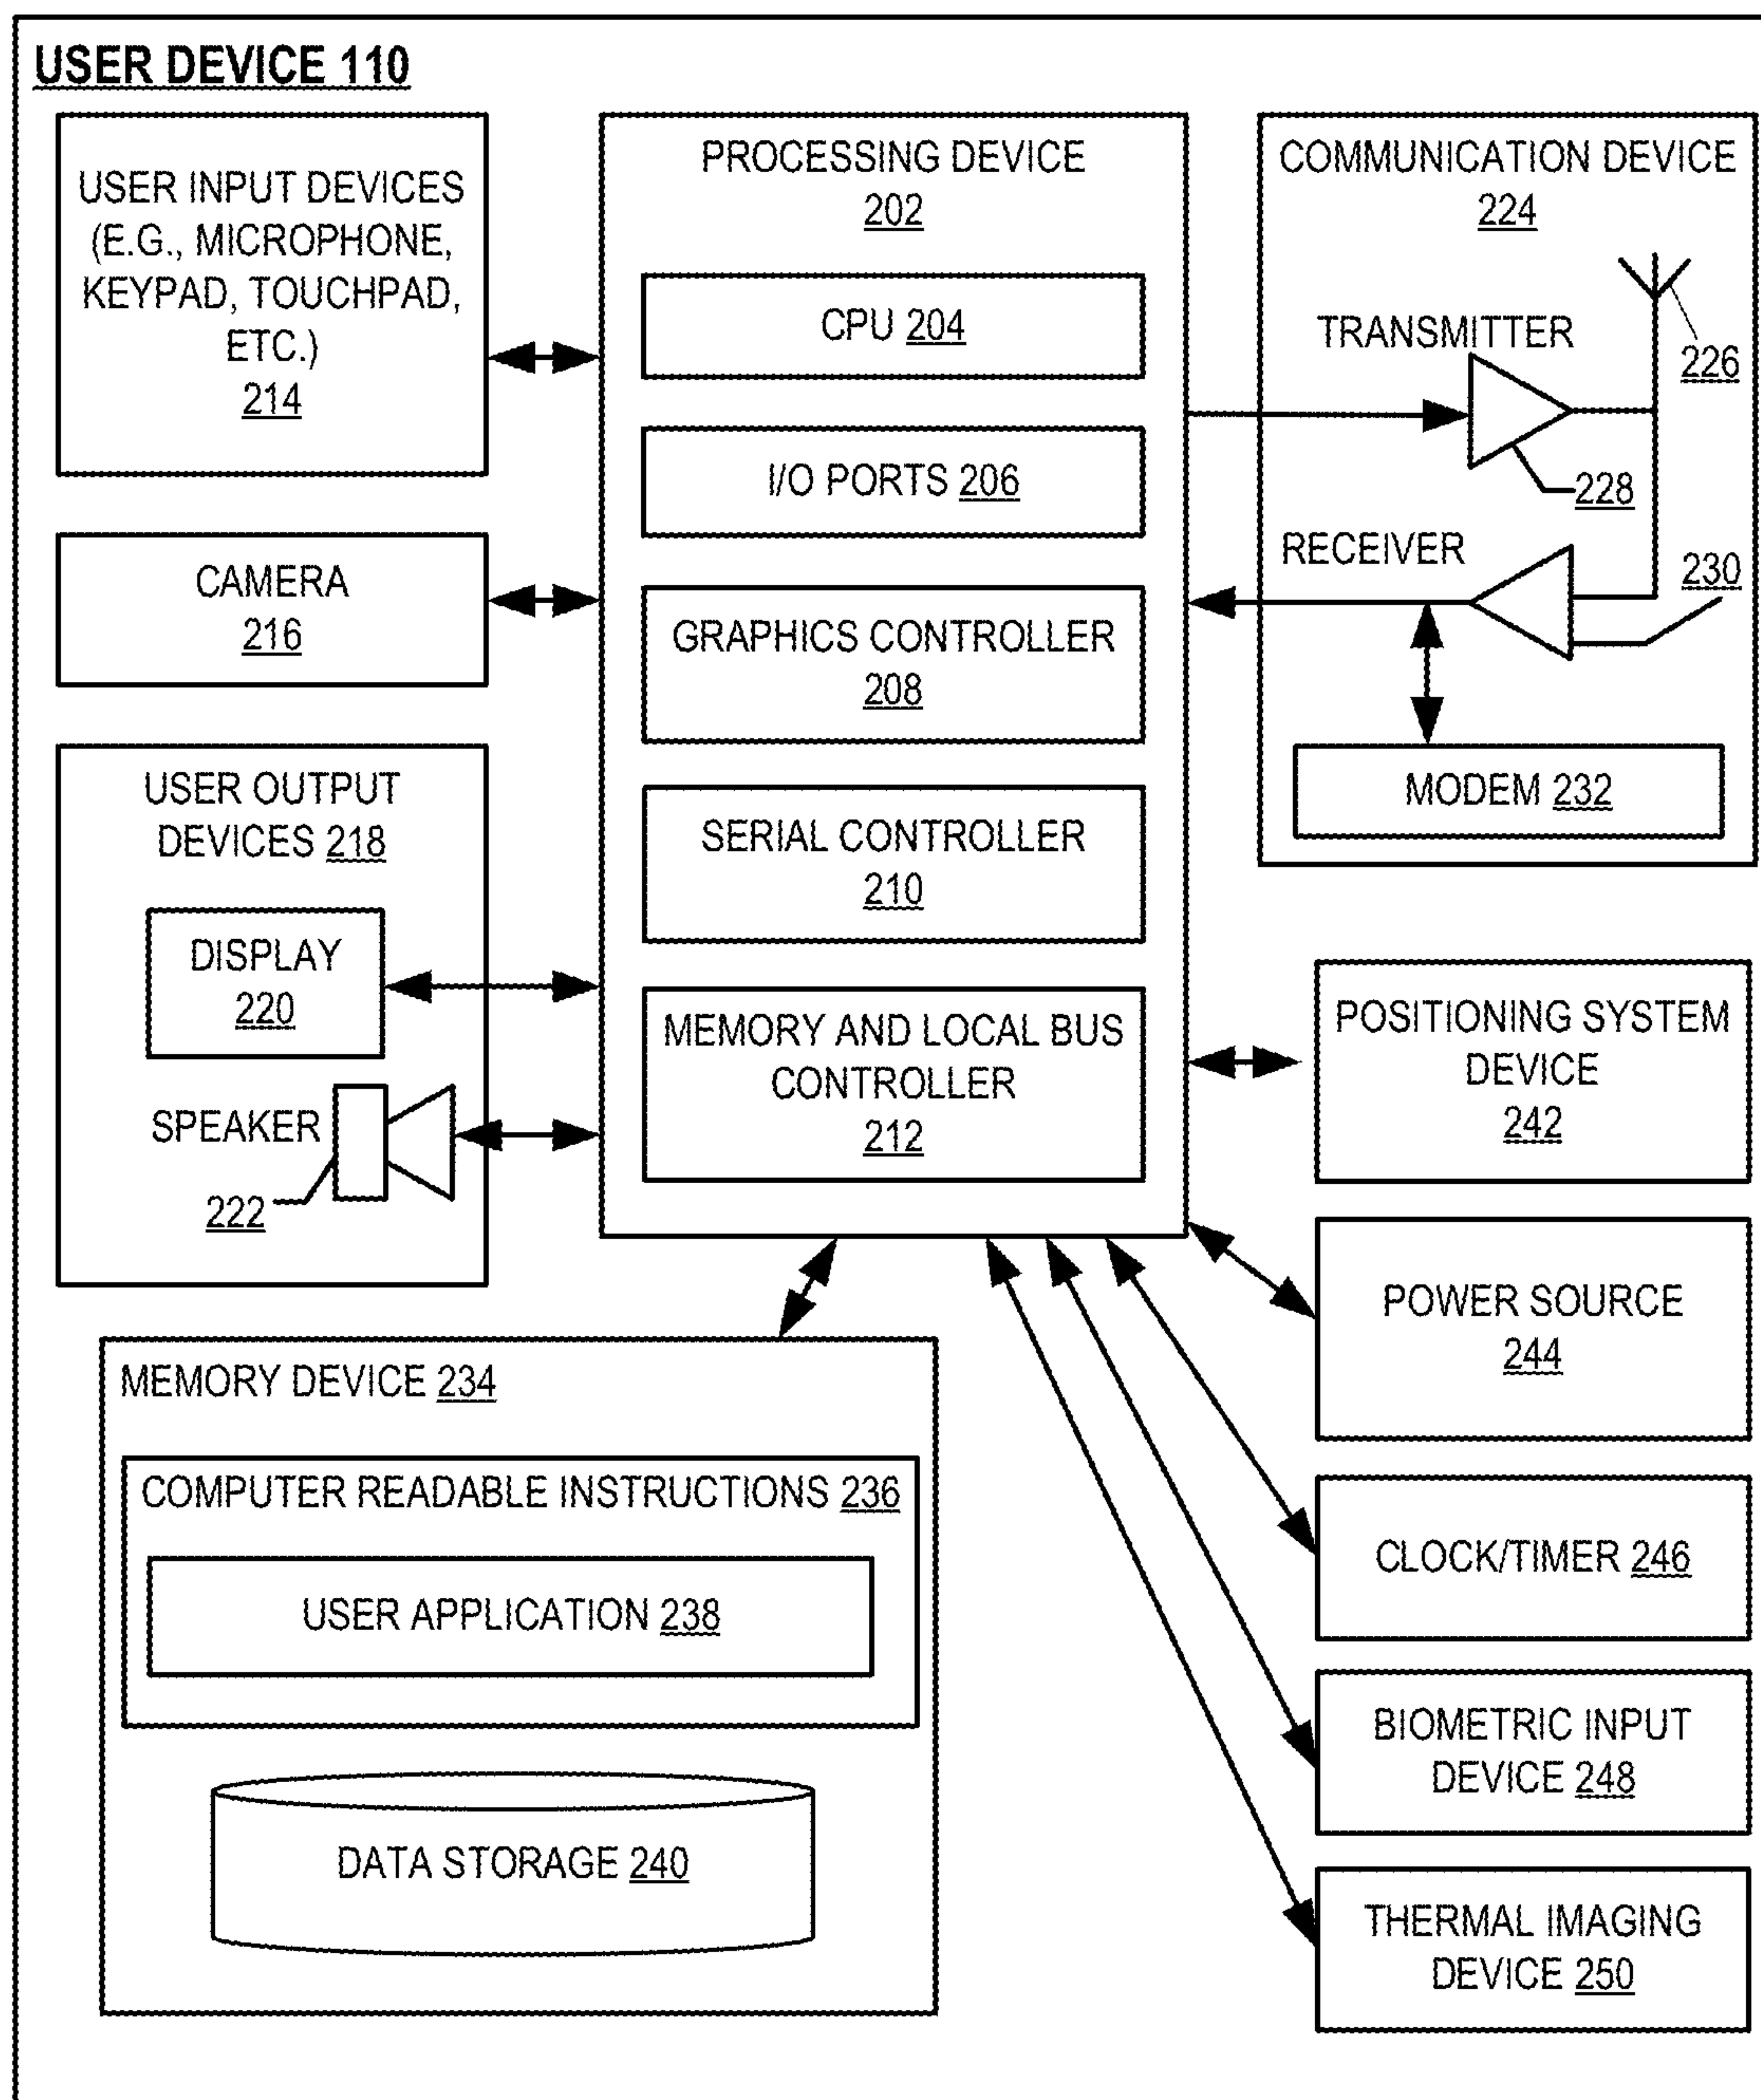 USER DEVICE 110
USER INPUT DEVICES
(E.G., MICROPHONE,
KEYPAD, TOUCHPAD,
ETC.)
214
CAMERA
216
USER OUTPUT
DEVICES 218
DISPLAY
220
SPEAKER
222
PROCESSING DEVICE
202
CPU 204
I/O PORTS 206
GRAPHICS CONTROLLER
208
SERIAL CONTROLLER
210
MEMORY AND LOCAL BUS
CONTROLLER
212
COMMUNICATION DEVICE
224
TRANSMITTER
226
228
RECEIVER
230
MODEM 232
POSITIONING SYSTEM
DEVICE
242
POWER SOURCE
244
CLOCK/TIMER 246
BIOMETRIC INPUT
DEVICE 248
THERMAL IMAGING
DEVICE 250
MEMORY DEVICE 234
COMPUTER READABLE INSTRUCTIONS 236
USER APPLICATION 238
DATA STORAGE 240